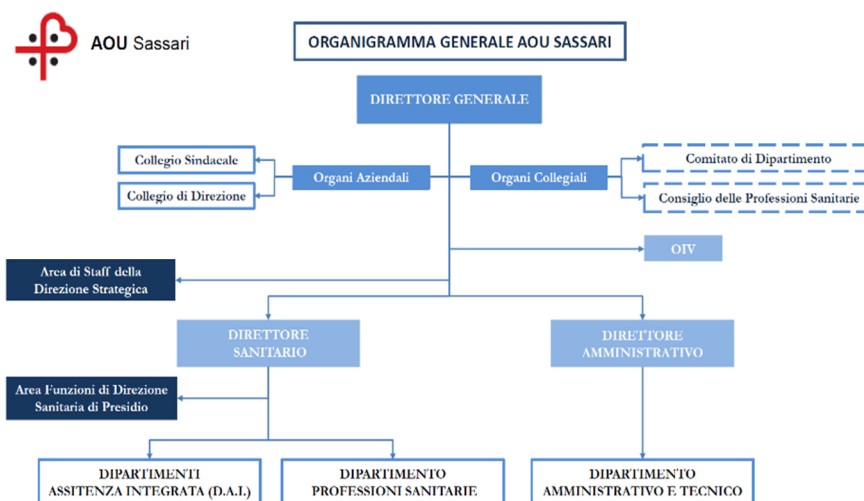 AOU Sassari
ORGANIGRAMMA GENERALE AOU SASSARI
DIRETTORE GENERALE
Collegio Sindacale
Collegio di Direzione
Organi Aziendali
Organi Collegiali
Comitato di Dipartimento
Consiglio delle Professioni Sanitarie
OIV
Area di Staff della
Direzione Strategica
DIRETTORE
SANITARIO
DIRETTORE
AMMINISTRATIVO
Area Funzioni di Direzione
Sanitaria di Presidio
DIPARTIMENTI
ASSITENZA INTEGRATA (D.A.I.)
DIPARTIMENTO
PROFESSIONI SANITARIE
DIPARTIMENTO
AMMINISTRATIVO E TECNICO